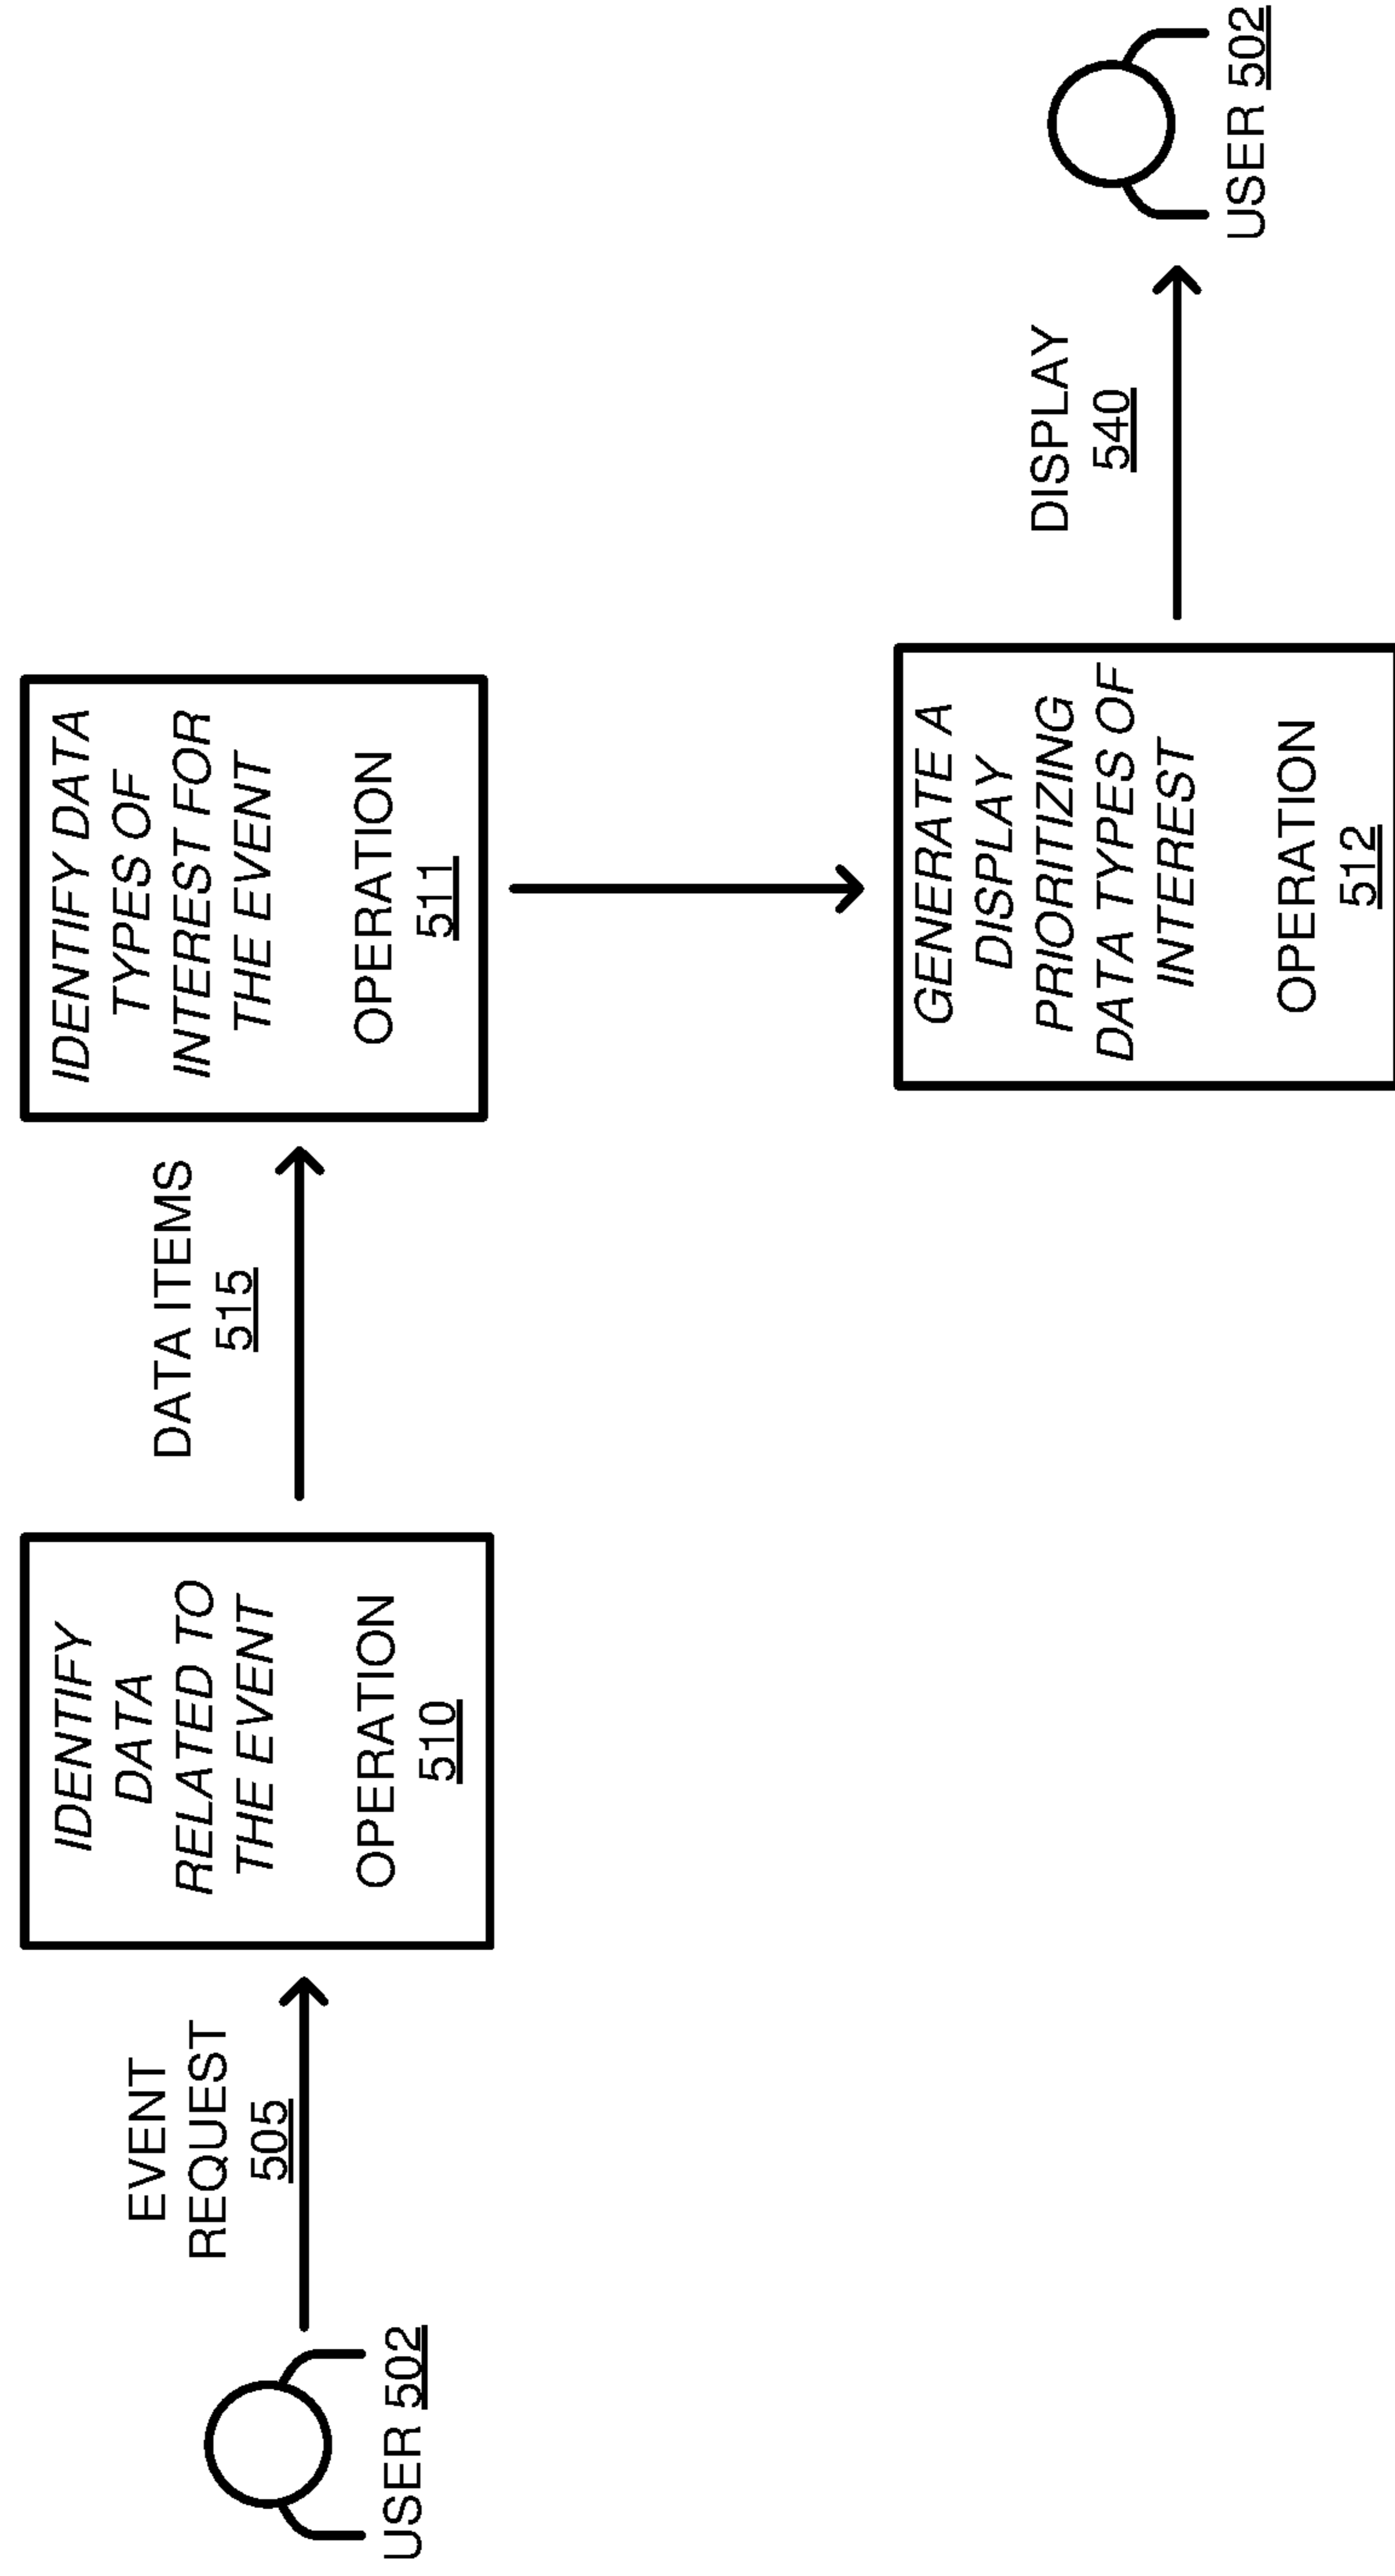 USER 502
EVENT
REQUEST
505
IDENTIFY
DATA
RELATED TO
THE EVENT
OPERATION
510
DATA ITEMS
515
IDENTIFY DATA
TYPES OF
INTEREST FOR
THE EVENT
OPERATION
511
GENERATE A
DISPLAY
PRIORITIZING
DATA TYPES OF
INTEREST
OPERATION
512
DISPLAY
540
USER 502